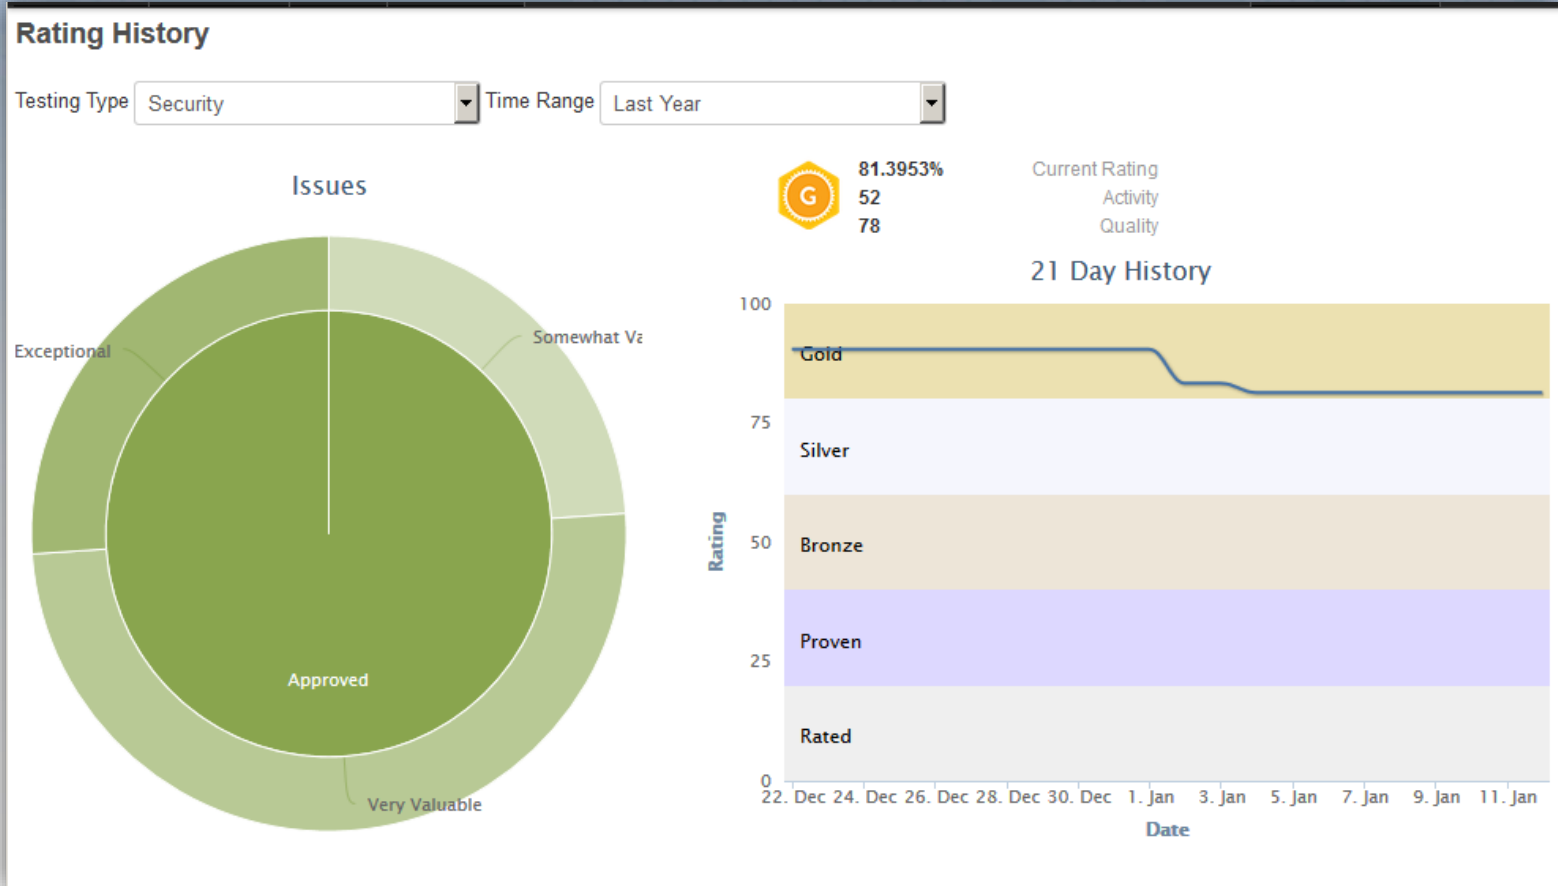 Rating History
Testing Type Security Time Range Last Year
Issues
Exceptional
Somewhat Va
Approved
Very Valuable
G
81.3953% Current Rating
52 Activity
78 Quality
21 Day History
100
75
50
25
0
Rating
Gold
Silver
Bronze
Proven
Rated
22. Dec 24. Dec 26. Dec 28. Dec 30. Dec 1. Jan 3. Jan 5. Jan 7. Jan 9. Jan 11. Jan
Date